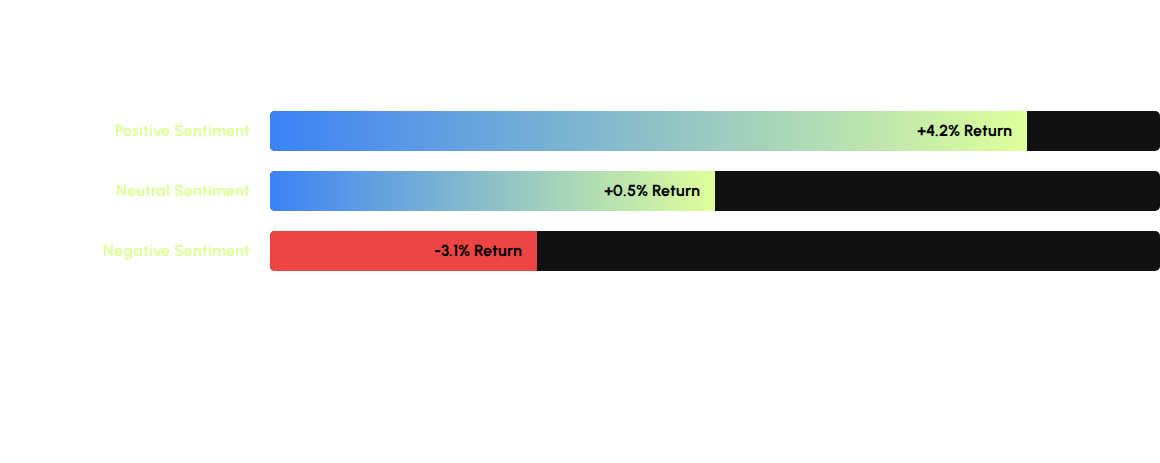 Positive Sentiment +4.2% Return
Neutral Sentiment +0.5% Return
Negative Sentiment -3.1% Return